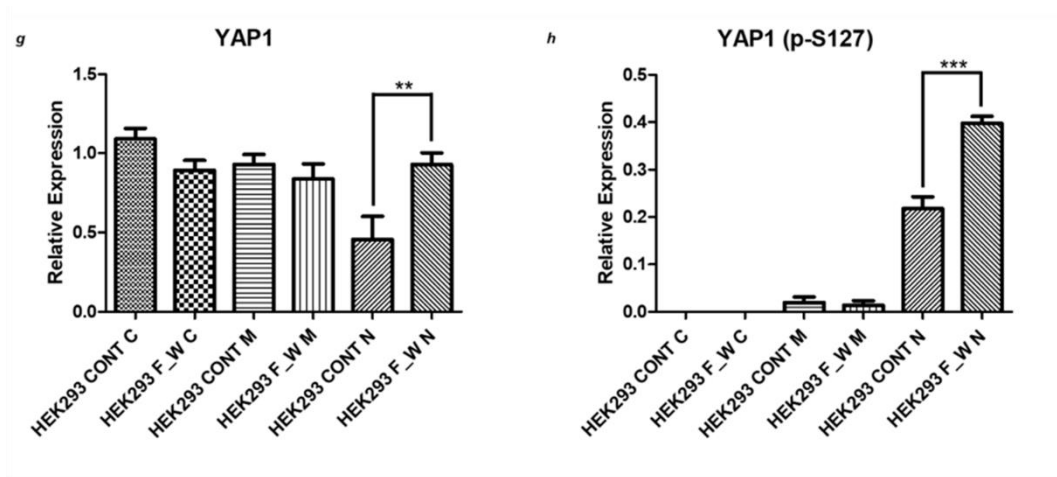 g
YAP1
Relative Expression
1.5
1.0
0.5
0.0
**
HEK293 CONT C
HEK293 F_W C
HEK293 CONT M
HEK293 F_W M
HEK293 CONT N
HEK293 F_W N
h
YAP1 (p-S127)
Relative Expression
0.5
0.4
0.3
0.2
0.1
0.0
***
HEK293 CONT C
HEK293 F_W C
HEK293 CONT M
HEK293 F_W M
HEK293 CONT N
HEK293 F_W N